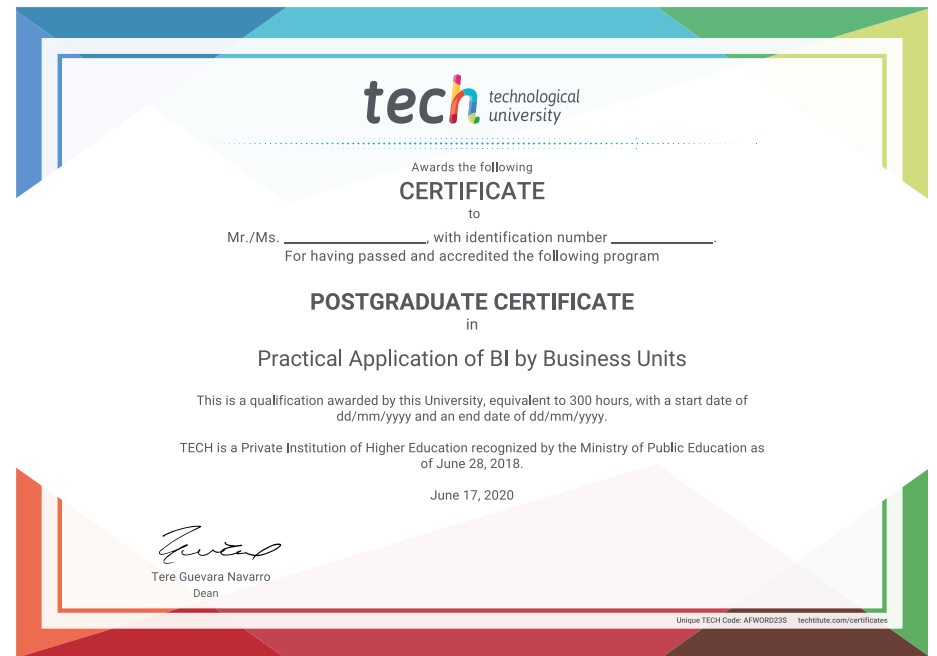 tech technological
university
Awards the following
CERTIFICATE
to
Mr./Ms. ________________, with identification number ____________.
For having passed and accredited the following program
POSTGRADUATE CERTIFICATE
in
Practical Application of BI by Business Units
This is a qualification awarded by this University, equivalent to 300 hours, with a start date of
dd/mm/yyyy and an end date of dd/mm/yyyy.
TECH is a Private Institution of Higher Education recognized by the Ministry of Public Education as
of June 28, 2018.
June 17, 2020
Tere Guevara Navarro
Dean
Unique TECH Code: AFWORD23S techtitute.com/certificates